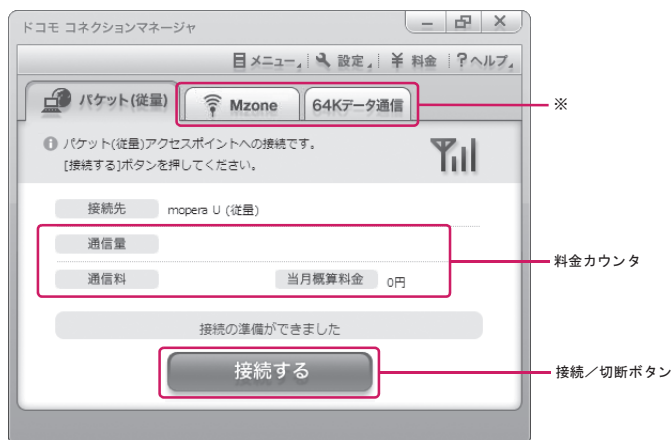 ドコモ コネクションマネージャ
メニュー 設定 ¥ 料金 ? ヘルプ
パケット(従量) Mzone 64Kデータ通信
※
パケット(従量)アクセスポイントへの接続です。
[接続する]ボタンを押してください。
接続先 mopera U (従量)
通信量
料金カウンタ
通信料 当月概算料金 0円
接続の準備ができました
接続する
接続／切断ボタン